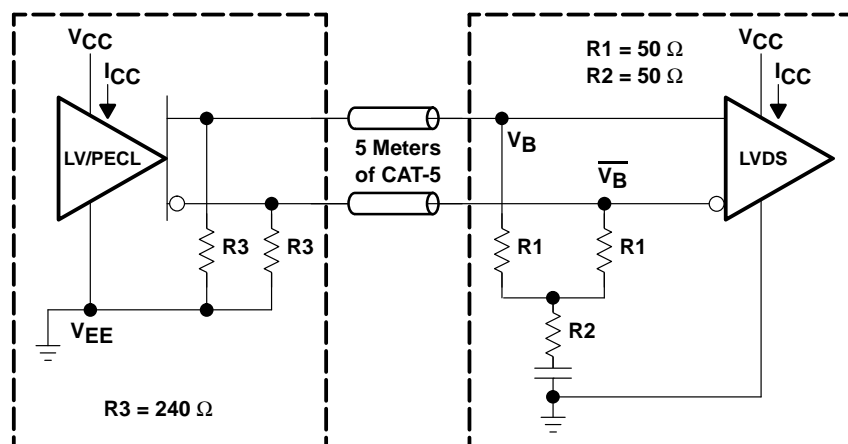 VCC
ICC
LV/PECL
R3
R3
VEE
R3 = 240 Ω
5 Meters
of CAT-5
R1 = 50 Ω
R2 = 50 Ω
VCC
ICC
VB
V̅B̅
LVDS
R1
R1
R2